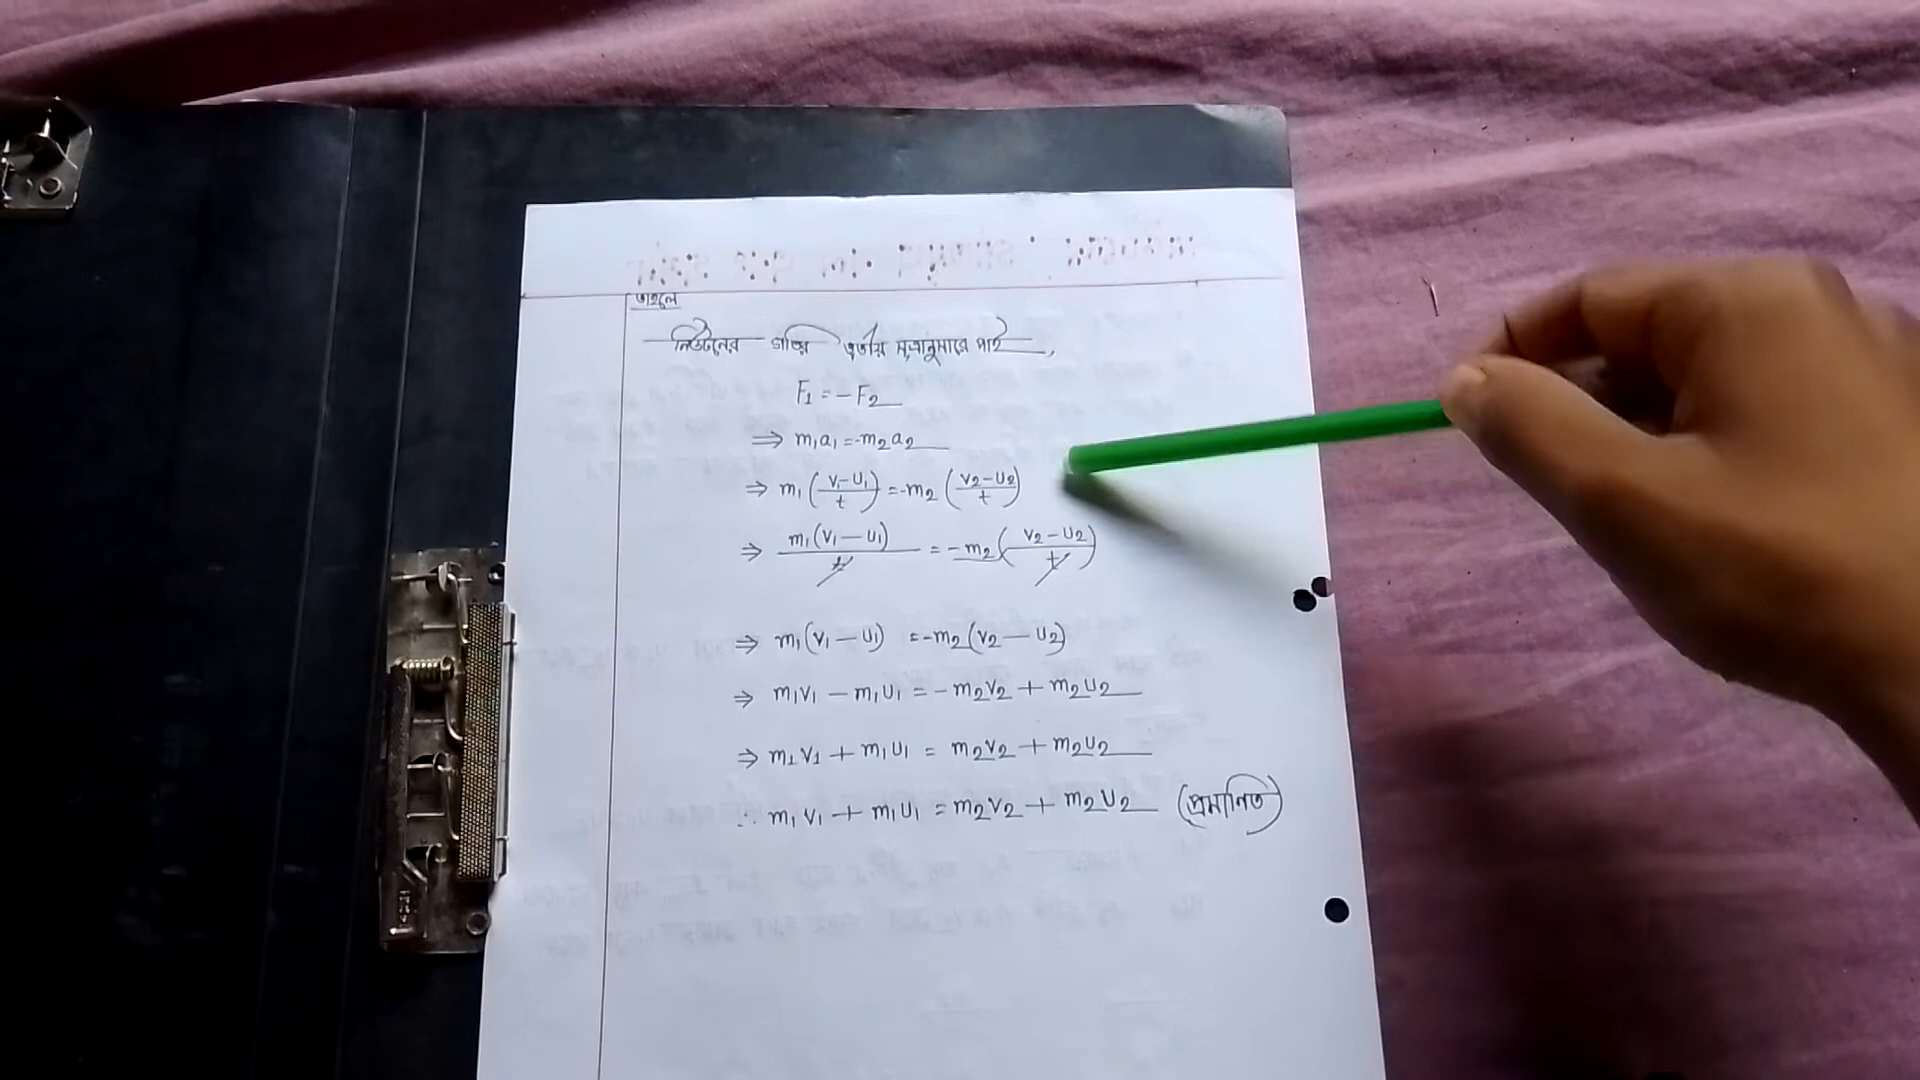 তাহলে
নিউটনের গতির তৃতীয় সূত্রানুসারে পাই,
F₁ = -F₂
⇒ m₁a₁ = -m₂a₂
⇒ m₁(v₁-u₁/t) = -m₂(v₂-u₂/t)
⇒ m₁(v₁-u₁)/t = -m₂(v₂-u₂/t)
⇒ m₁(v₁-u₁) = -m₂(v₂-u₂)
⇒ m₁v₁ - m₁u₁ = -m₂v₂ + m₂u₂
⇒ m₁v₁ + m₁u₁ = m₂v₂ + m₂u₂
∴ m₁v₁ + m₁u₁ = m₂v₂ + m₂u₂ (প্রমানিত)